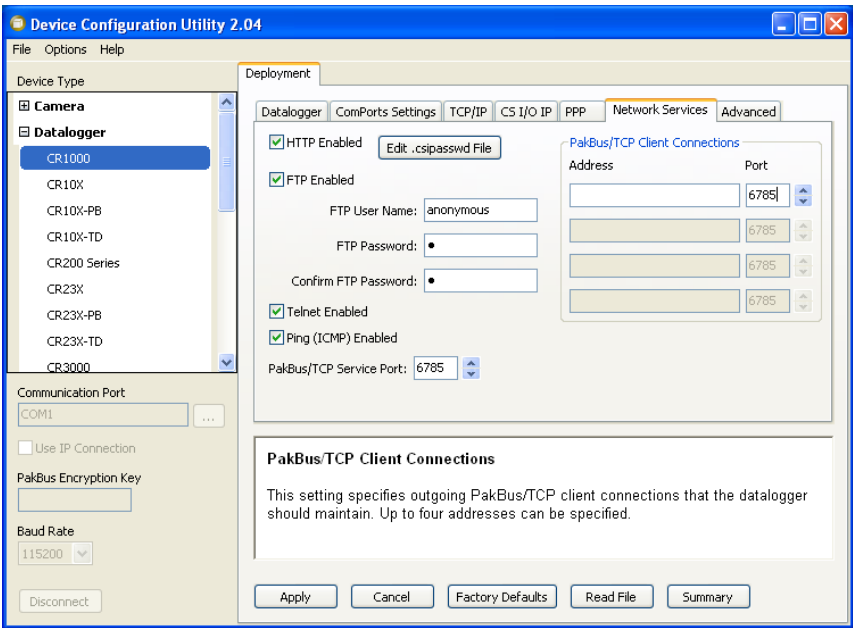 Device Configuration Utility 2.04
File Options Help
Device Type
Camera
Datalogger
CR1000
CR10X
CR10X-PB
CR10X-TD
CR200 Series
CR23X
CR23X-PB
CR23X-TD
CR3000
Communication Port
COM1
...
Use IP Connection
PakBus Encryption Key
Baud Rate
115200
Disconnect
Deployment
Datalogger ComPorts Settings TCP/IP CS I/O IP PPP Network Services Advanced
HTTP Enabled Edit .csipasswd File
FTP Enabled
FTP User Name: anonymous
FTP Password: •
Confirm FTP Password: •
Telnet Enabled
Ping (ICMP) Enabled
PakBus/TCP Service Port: 6785
PakBus/TCP Client Connections
Address Port
6785
6785
6785
6785
PakBus/TCP Client Connections
This setting specifies outgoing PakBus/TCP client connections that the datalogger
should maintain. Up to four addresses can be specified.
Apply Cancel Factory Defaults Read File Summary